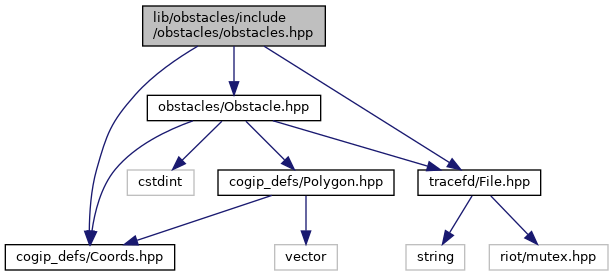 lib/obstacles/include
/obstacles/obstacles.hpp
obstacles/Obstacle.hpp
cstdint
cogip_defs/Polygon.hpp
tracefd/File.hpp
cogip_defs/Coords.hpp
vector
string
riot/mutex.hpp